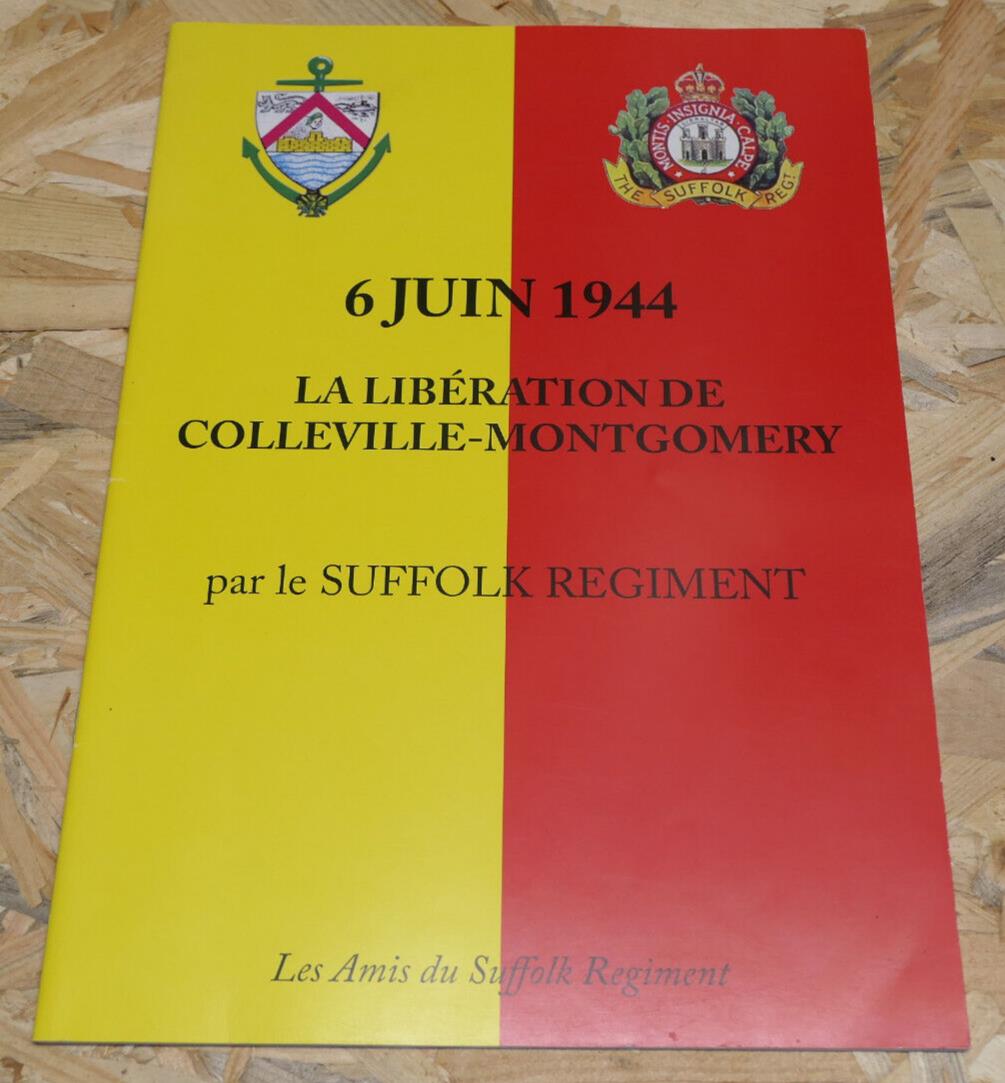 MONTIS · INSIGNIA · CALPE
GIBRALTAR
THE SUFFOLK REGT
6 JUIN 1944
LA LIBÉRATION DE
COLLEVILLE-MONTGOMERY
par le SUFFOLK REGIMENT
Les Amis du Suffolk Regiment